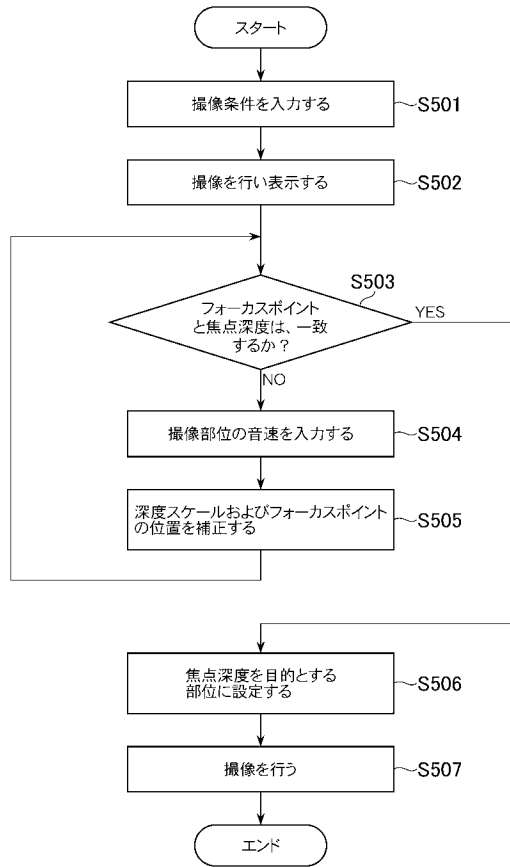 スタート
撮像条件を入力する
S501
撮像を行い表示する
S502
S503
フォーカスポイント
と焦点深度は、一致
するか？
YES
NO
撮像部位の音速を入力する
S504
深度スケールおよびフォーカスポイント
の位置を補正する
S505
焦点深度を目的とする
部位に設定する
S506
撮像を行う
S507
エンド